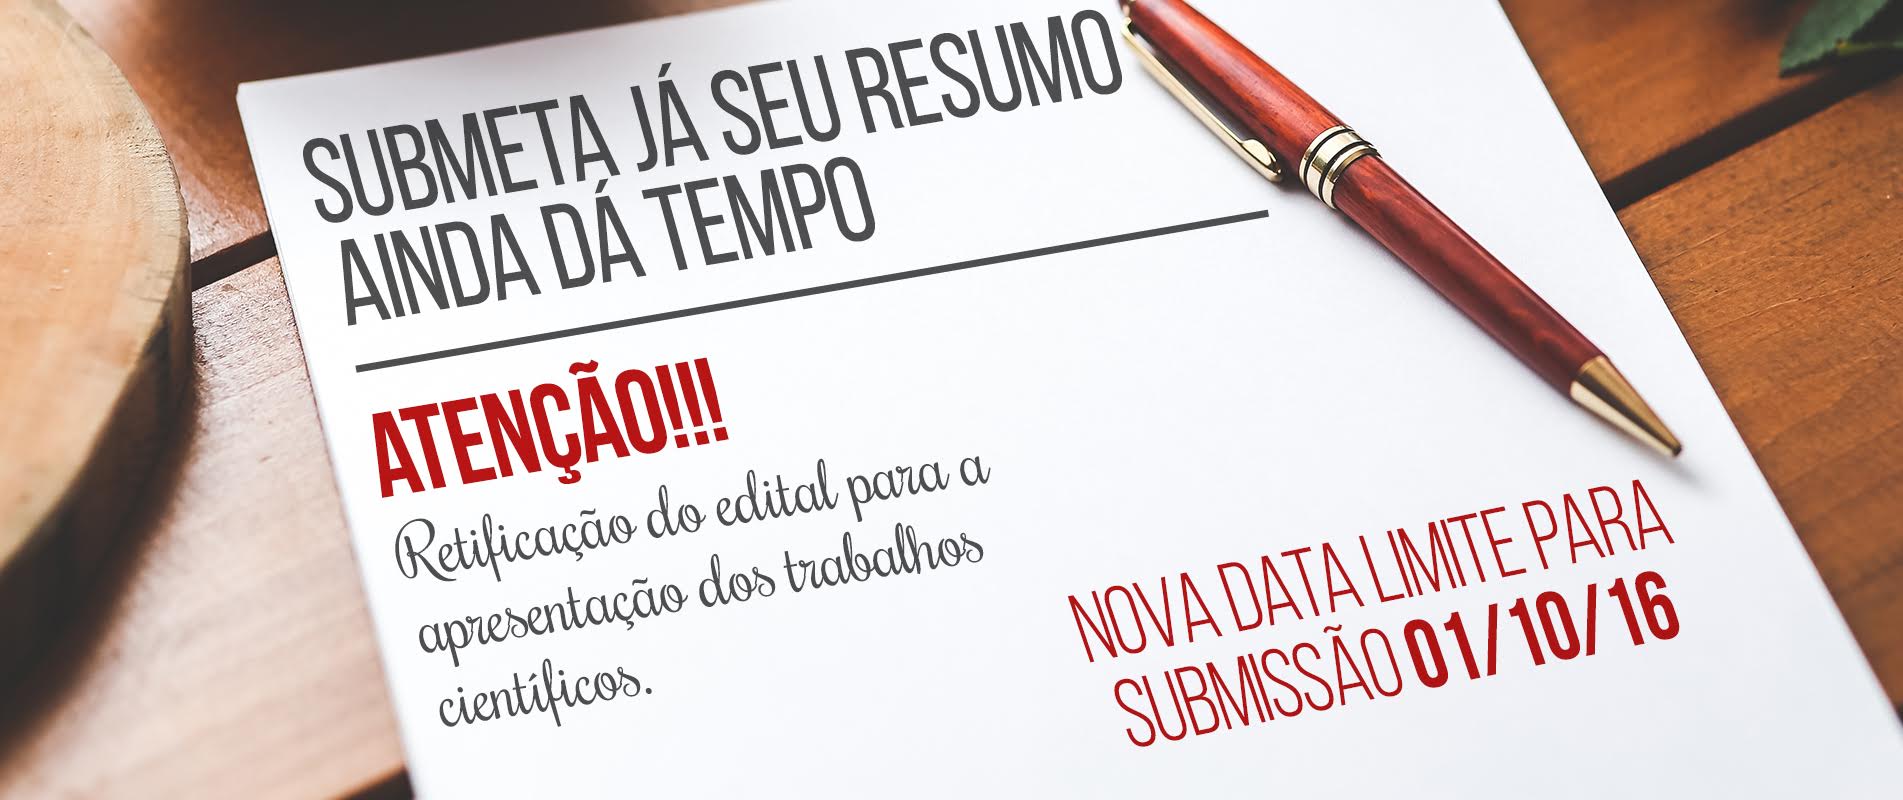 SUBMETA JÁ SEU RESUMO
AINDA DÁ TEMPO
ATENÇÃO!!!
Retificação do edital para a
apresentação dos trabalhos
científicos.
NOVA DATA LIMITE PARA
SUBMISSÃO 01/10/16